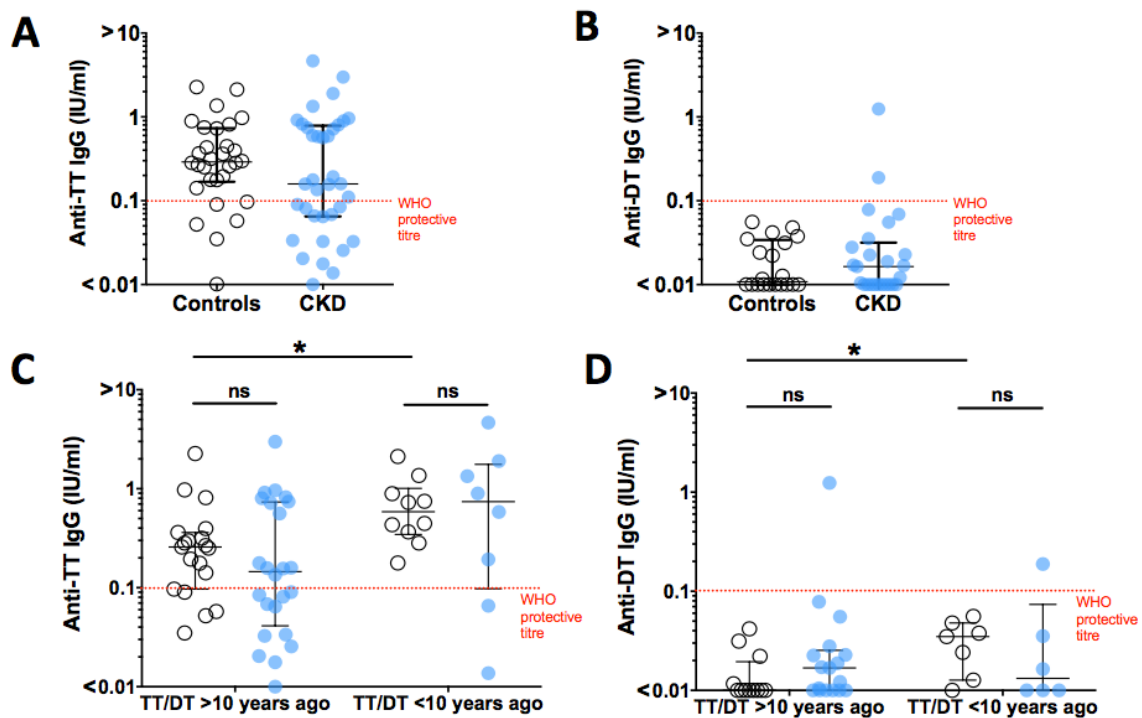 A
Anti-TT IgG (IU/ml)
>10
1
0.1
<0.01
WHO
protective
titre
Controls CKD
B
Anti-DT IgG (IU/ml)
>10
1
0.1
<0.01
WHO
protective
titre
Controls CKD
C
Anti-TT IgG (IU/ml)
>10
1
0.1
<0.01
*
ns ns
WHO
protective
titre
TT/DT >10 years ago TT/DT <10 years ago
D
Anti-DT IgG (IU/ml)
>10
1
0.1
<0.01
*
ns ns
WHO
protective
titre
TT/DT >10 years ago TT/DT <10 years ago